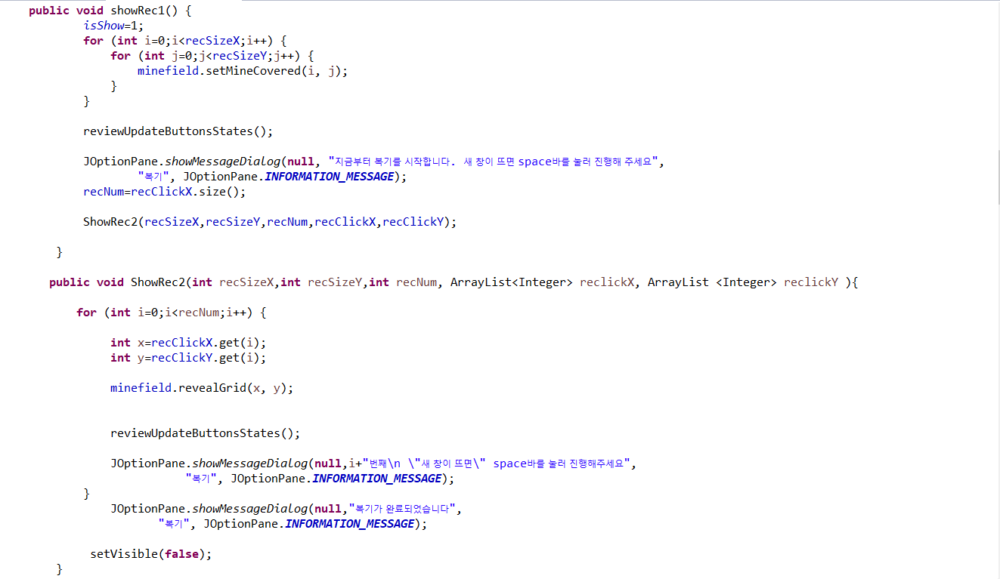 public void showRec1() {
isShow=1;
for (int i=0;i<recSizeX;i++) {
for (int j=0;j<recSizeY;j++) {
minefield.setMineCovered(i, j);
}
}
reviewUpdateButtonsStates();
JOptionPane.showMessageDialog(null, "지금부터 복기를 시작합니다. 새 창이 뜨면 space바를 눌러 진행해 주세요",
"복기", JOptionPane.INFORMATION_MESSAGE);
recNum=recClickX.size();
ShowRec2(recSizeX,recSizeY,recNum,recClickX,recClickY);
}
public void ShowRec2(int recSizeX,int recSizeY,int recNum, ArrayList<Integer> reclickX, ArrayList <Integer> reclickY ){
for (int i=0;i<recNum;i++) {
int x=recClickX.get(i);
int y=recClickY.get(i);
minefield.revealGrid(x, y);
reviewUpdateButtonsStates();
JOptionPane.showMessageDialog(null,i+"번째\n \"새 창이 뜨면\" space바를 눌러 진행해주세요",
"복기", JOptionPane.INFORMATION_MESSAGE);
}
JOptionPane.showMessageDialog(null,"복기가 완료되었습니다",
"복기", JOptionPane.INFORMATION_MESSAGE);
setVisible(false);
}